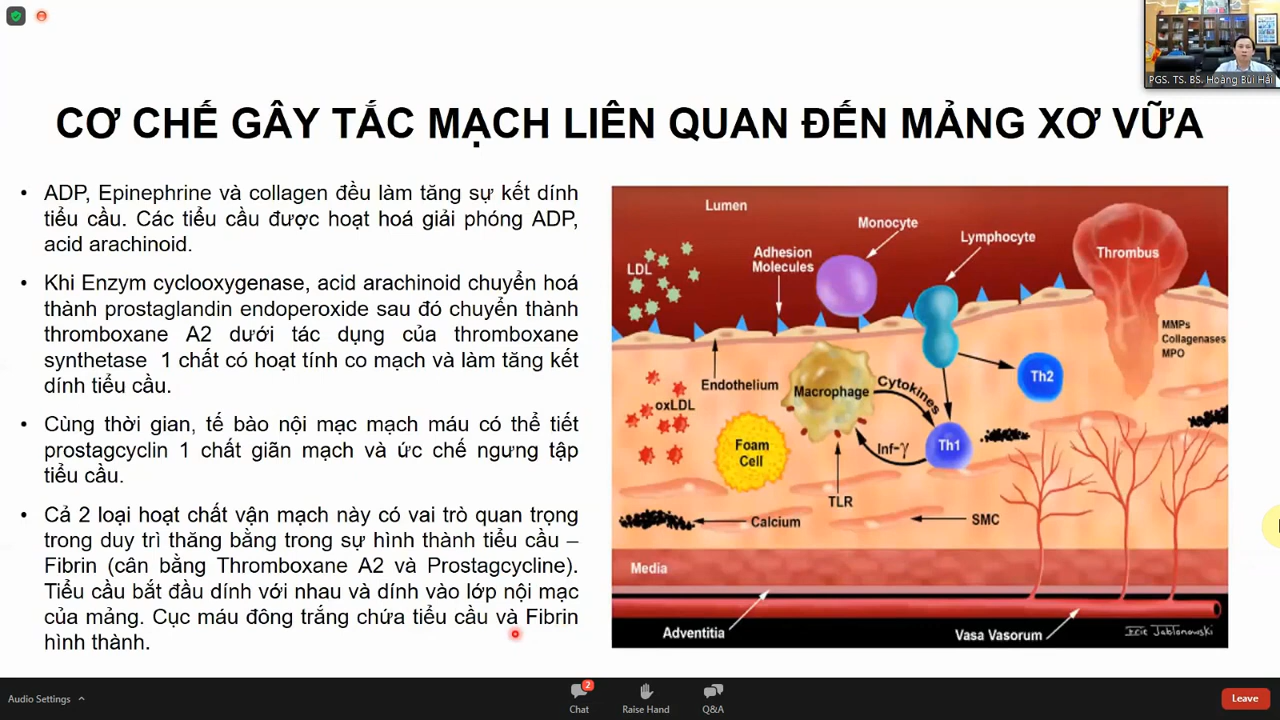 PGS. TS. BS. Hoàng Bùi Hải
CƠ CHẾ GÂY TẮC MẠCH LIÊN QUAN ĐẾN MẢNG XƠ VỮA
• ADP, Epinephrine và collagen đều làm tăng sự kết dính
tiểu cầu. Các tiểu cầu được hoạt hoá giải phóng ADP,
acid arachinoid.
• Khi Enzym cyclooxygenase, acid arachinoid chuyển hoá
thành prostaglandin endoperoxide sau đó chuyển thành
thromboxane A2 dưới tác dụng của thromboxane
synthetase 1 chất có hoạt tính co mạch và làm tăng kết
dính tiểu cầu.
• Cùng thời gian, tế bào nội mạc mạch máu có thể tiết
prostagcyclin 1 chất giãn mạch và ức chế ngưng tập
tiểu cầu.
• Cả 2 loại hoạt chất vận mạch này có vai trò quan trọng
trong duy trì thăng bằng trong sự hình thành tiểu cầu –
Fibrin (cân bằng Thromboxane A2 và Prostagcycline).
Tiểu cầu bắt đầu dính với nhau và dính vào lớp nội mạc
của mảng. Cục máu đông trắng chứa tiểu cầu và Fibrin
hình thành.
Lumen
Monocyte
Lymphocyte
Adhesion
Molecules
Thrombus
LDL
MMPs
Collagenases
MPO
Endothelium
Macrophage
Cytokines
Th2
oxLDL
Foam
Cell
Inf-γ
Th1
TLR
Calcium
SMC
Media
Adventitia
Vasa Vasorum
Eric Jablonowski
Audio Settings
2
Chat
Raise Hand
Q&A
Leave